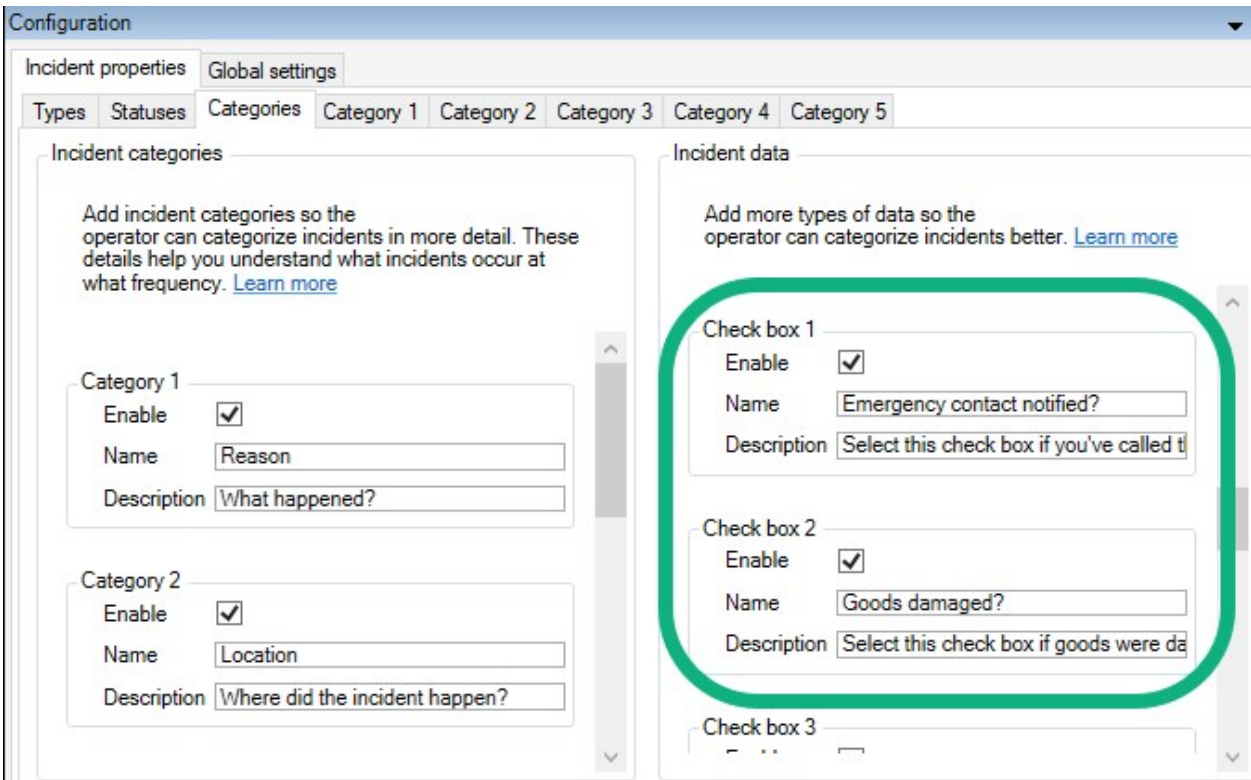 Configuration
Incident properties Global settings
Types Statuses Categories Category 1 Category 2 Category 3 Category 4 Category 5
Incident categories
Add incident categories so the
operator can categorize incidents in more detail. These
details help you understand what incidents occur at
what frequency. Learn more
Category 1
Enable
Name Reason
Description What happened?
Category 2
Enable
Name Location
Description Where did the incident happen?
Incident data
Add more types of data so the
operator can categorize incidents better. Learn more
Check box 1
Enable
Name Emergency contact notified?
Description Select this check box if you've called
Check box 2
Enable
Name Goods damaged?
Description Select this check box if goods were
Check box 3